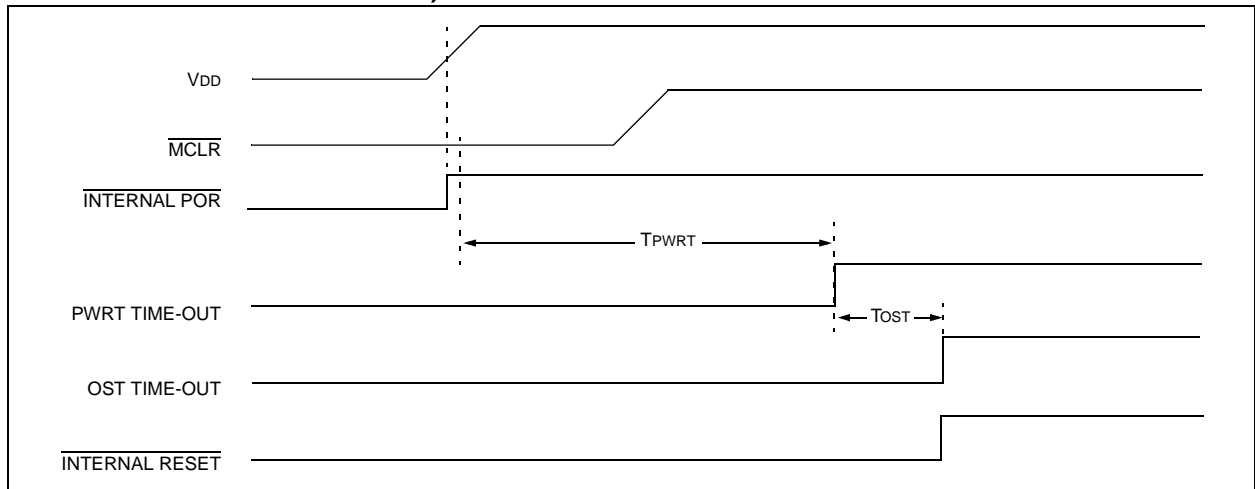 VDD
MCLR
INTERNAL POR
TPWRT
PWRT TIME-OUT
TOST
OST TIME-OUT
INTERNAL RESET